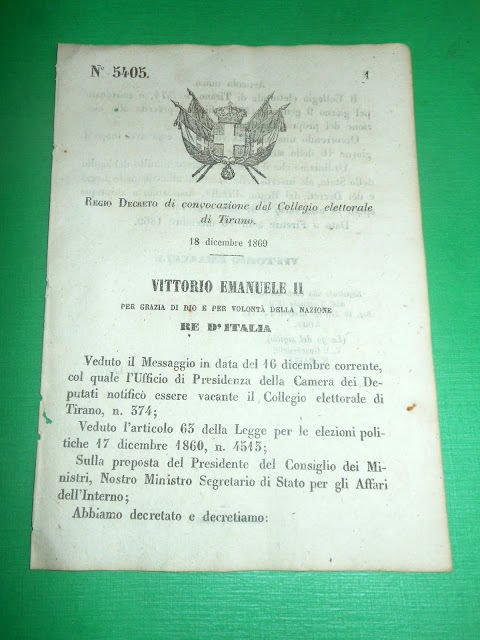 N° 5405.
1
REGIO DECRETO di convocazione del Collegio elettorale
di Tirano.
18 dicembre 1869
VITTORIO EMANUELE II
PER GRAZIA DI DIO E PER VOLONTÀ DELLA NAZIONE
RE D'ITALIA
Veduto il Messaggio in data del 16 dicembre corrente,
col quale l'Ufficio di Presidenza della Camera dei De-
putati notificò essere vacante il Collegio elettorale di
Tirano, n. 374;
Veduto l'articolo 63 della Legge per le elezioni poli-
tiche 17 dicembre 1860, n. 4513;
Sulla proposta del Presidente del Consiglio dei Mi-
nistri, Nostro Ministro Segretario di Stato per gli Affari
dell'Interno;
Abbiamo decretato e decretiamo: